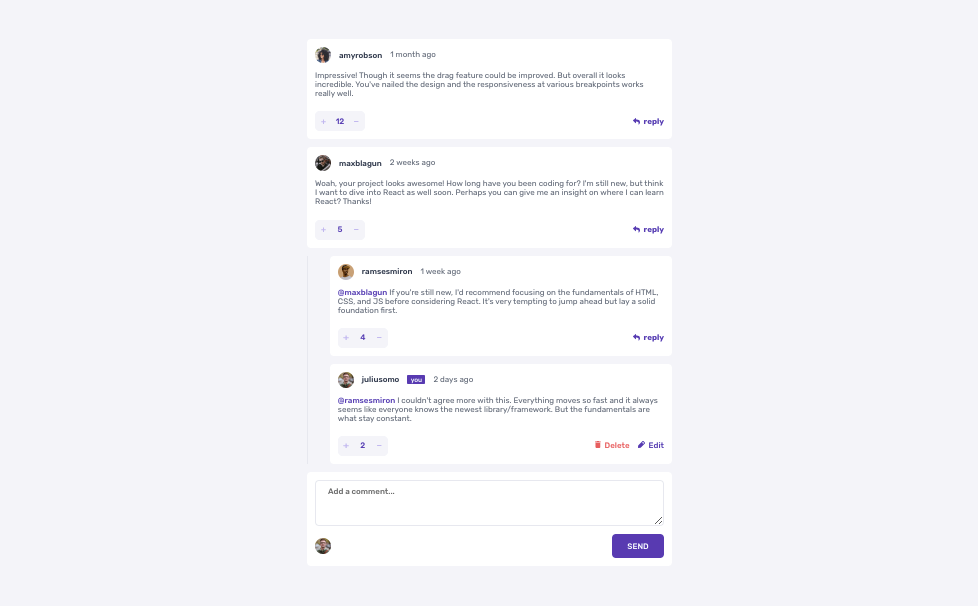 amyrobson 1 month ago
Impressive! Though it seems the drag feature could be improved. But overall it looks
incredible. You've nailed the design and the responsiveness at various breakpoints works
really well.
+ 12 − reply
maxblagun 2 weeks ago
Woah, your project looks awesome! How long have you been coding for? I'm still new, but think
I want to dive into React as well soon. Perhaps you can give me an insight on where I can learn
React? Thanks!
+ 5 − reply
ramsesmiron 1 week ago
@maxblagun If you're still new, I'd recommend focusing on the fundamentals of HTML,
CSS, and JS before considering React. It's very tempting to jump ahead but lay a solid
foundation first.
+ 4 − reply
juliusomo you 2 days ago
@ramsesmiron I couldn't agree more with this. Everything moves so fast and it always
seems like everyone knows the newest library/framework. But the fundamentals are
what stay constant.
+ 2 − Delete Edit
Add a comment...
SEND